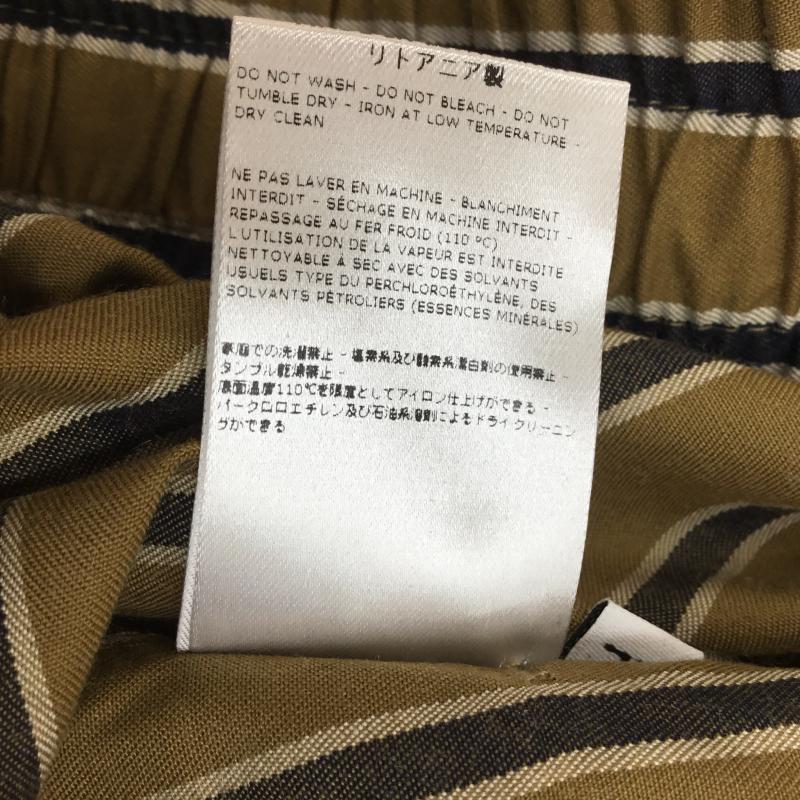 リトアニア製
DO NOT WASH - DO NOT BLEACH - DO NOT
TUMBLE DRY - IRON AT LOW TEMPERATURE -
DRY CLEAN
NE PAS LAVER EN MACHINE - BLANCHIMENT
INTERDIT - SÉCHAGE EN MACHINE INTERDIT -
REPASSAGE AU FER FROID (110 ºC)
L'UTILISATION DE LA VAPEUR EST INTERDITE
NETTOYABLE À SEC AVEC DES SOLVANTS
USUELS TYPE DU PERCHLOROÉTHYLÈNE, DES
SOLVANTS PÉTROLIERS (ESSENCES MINÉRALES)
家庭での洗濯禁止 - 塩素系及び酸素系漂白剤の使用禁止 -
タンブル乾燥禁止 -
底面温度110℃を限度としてアイロン仕上げができる -
パークロロエチレン及び石油系溶剤によるドライクリーニン
グができる